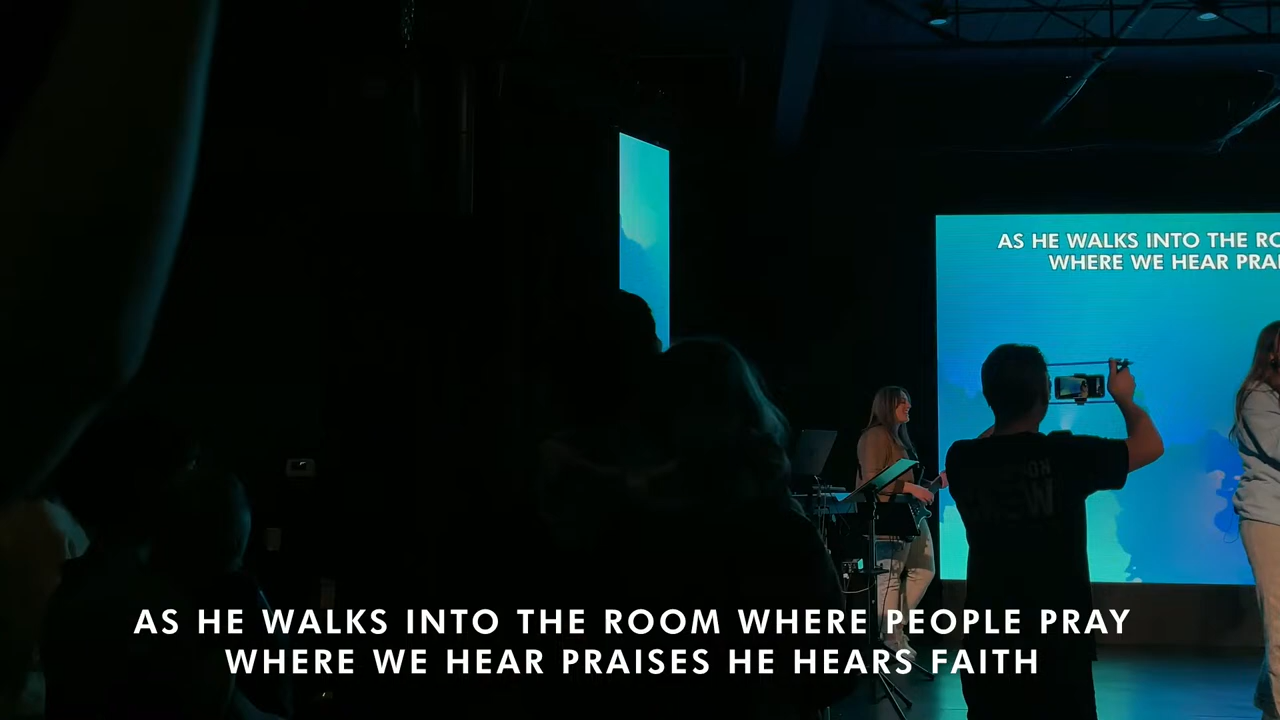 AS HE WALKS INTO THE RO
WHERE WE HEAR PRAI
AS HE WALKS INTO THE ROOM WHERE PEOPLE PRAY
WHERE WE HEAR PRAISES HE HEARS FAITH